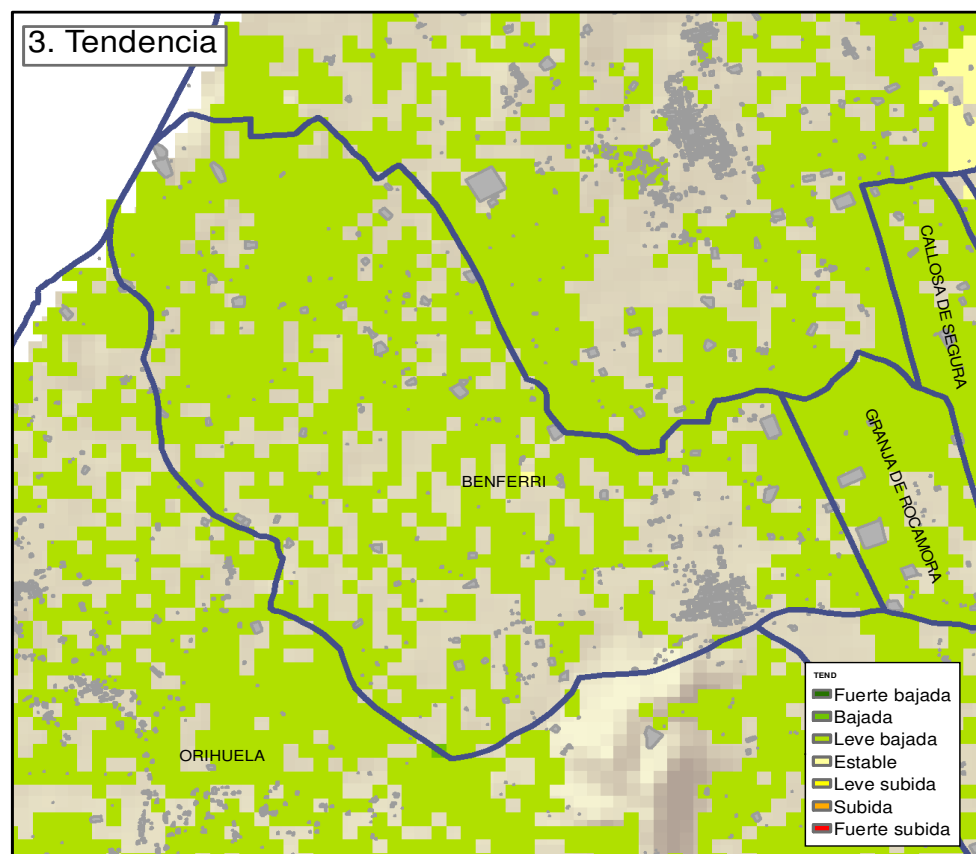 3. Tendencia
CALLOSA DE SEGURA
GRANJA DE ROCAMORA
BENFERRI
ORIHUELA
TEND
Fuerte bajada
Bajada
Leve bajada
Estable
Leve subida
Subida
Fuerte subida